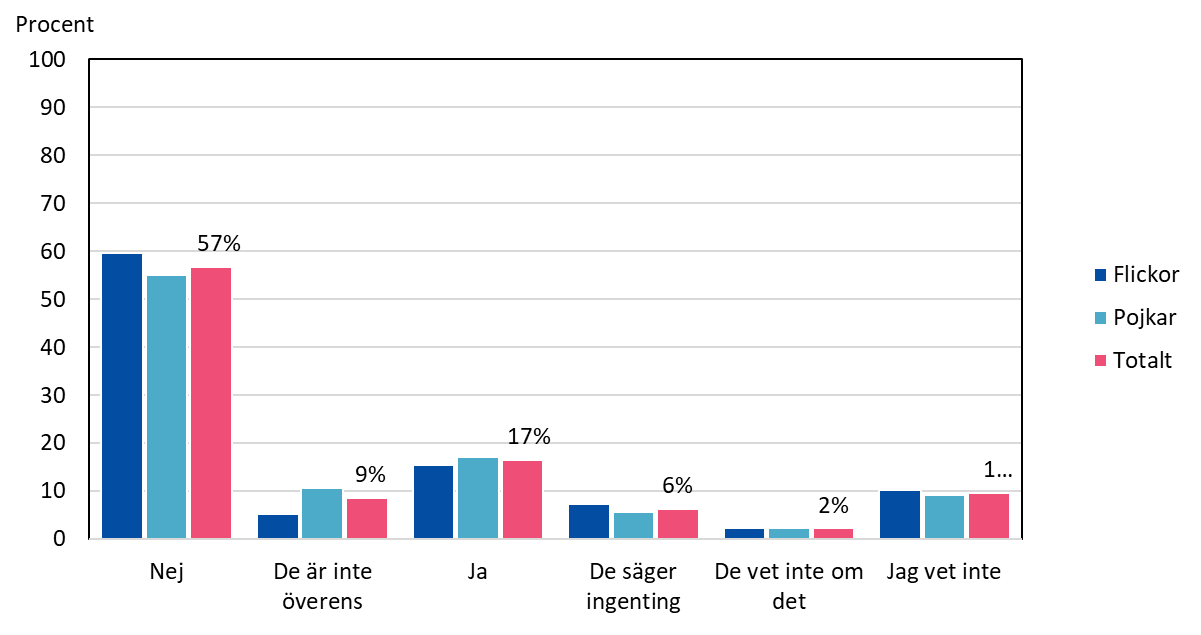 Procent
100
90
80
70
60
50
40
30
20
10
0
57%
9%
17%
6%
2%
1...
Nej
De är inte
överens
Ja
De säger
ingenting
De vet inte om
det
Jag vet inte
Flickor
Pojkar
Totalt